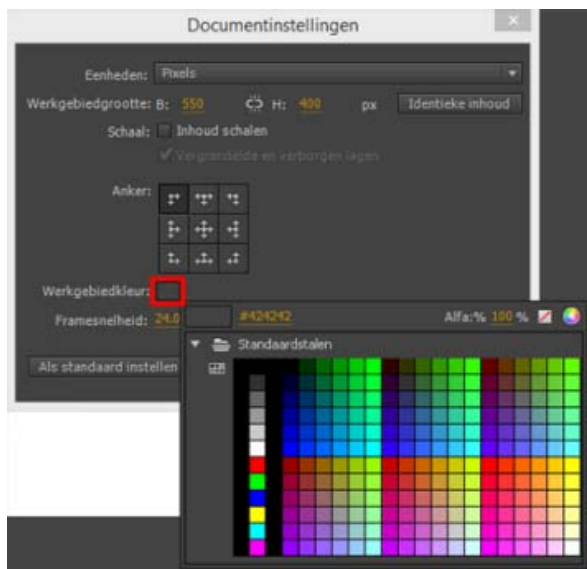 Documentinstellingen
Eenheden: Pixels
Werkgebiedgrootte: B: 550 H: 400 px Identieke inhoud
Schaal: Inhoud schalen
Vergrendelde en verborgen lagen
Anker:
Werkgebiedkleur:
Framesnelheid: 24.0 #424242 Alfa:% 100 %
Standaardstalen
Als standaard instellen